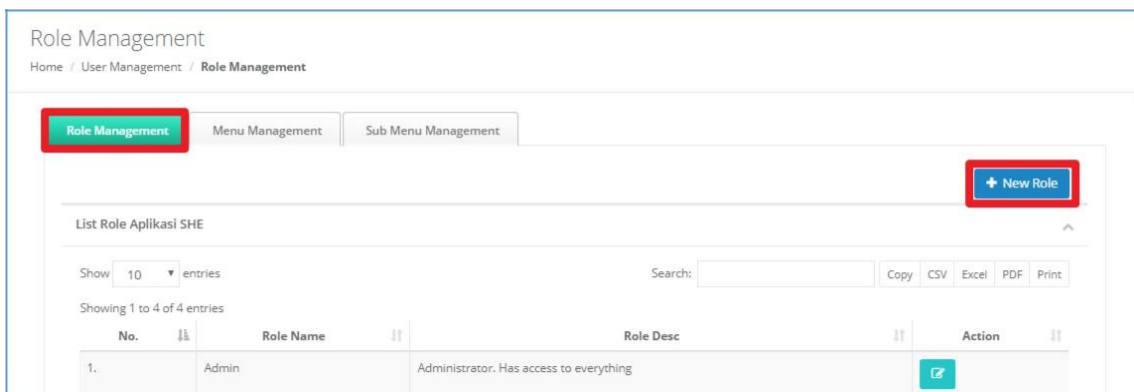 Role Management
Home / User Management / Role Management
Role Management Menu Management Sub Menu Management
New Role
List Role Aplikasi SHE
Show 10 entries Search: Copy CSV Excel PDF Print
Showing 1 to 4 of 4 entries
No. Role Name Role Desc Action
1. Admin Administrator. Has access to everything